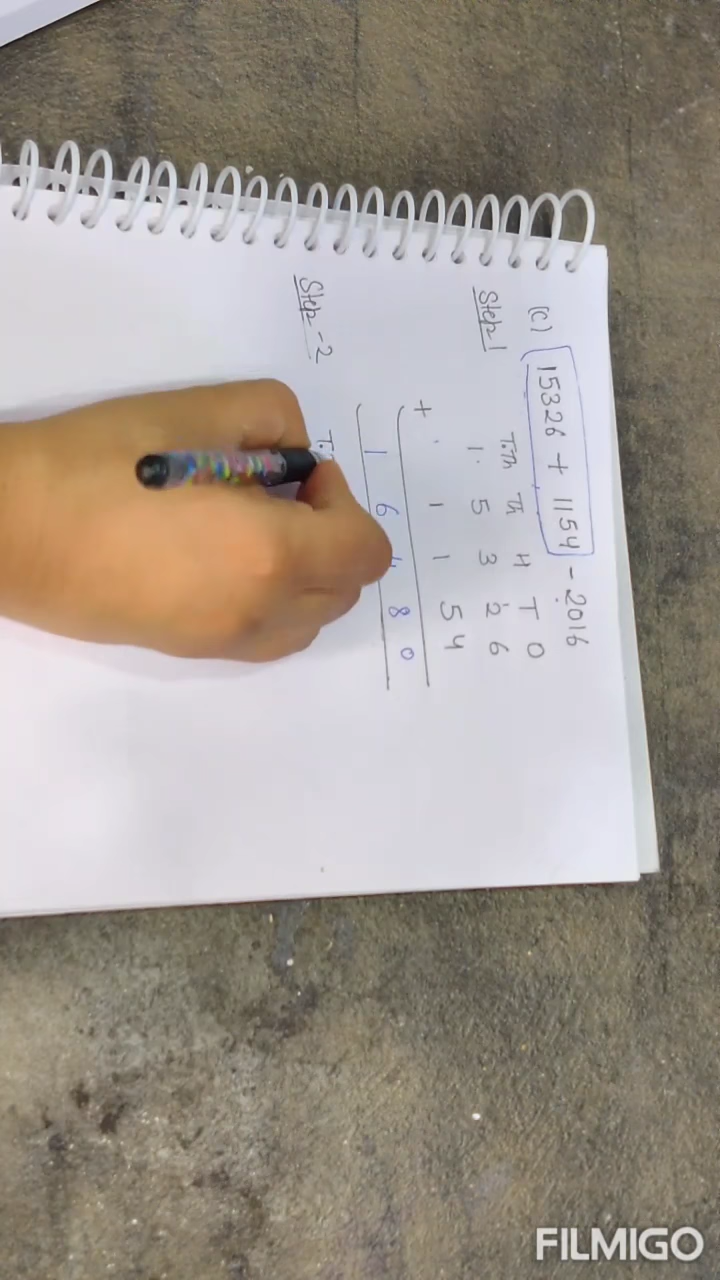 (c) 15326 + 1154 - 2016
Step 1
T.Th Th H T O
1 5 3 2 6
+ 1 1 5 4
1 6 4 8 0
Step-2
FILMIGO